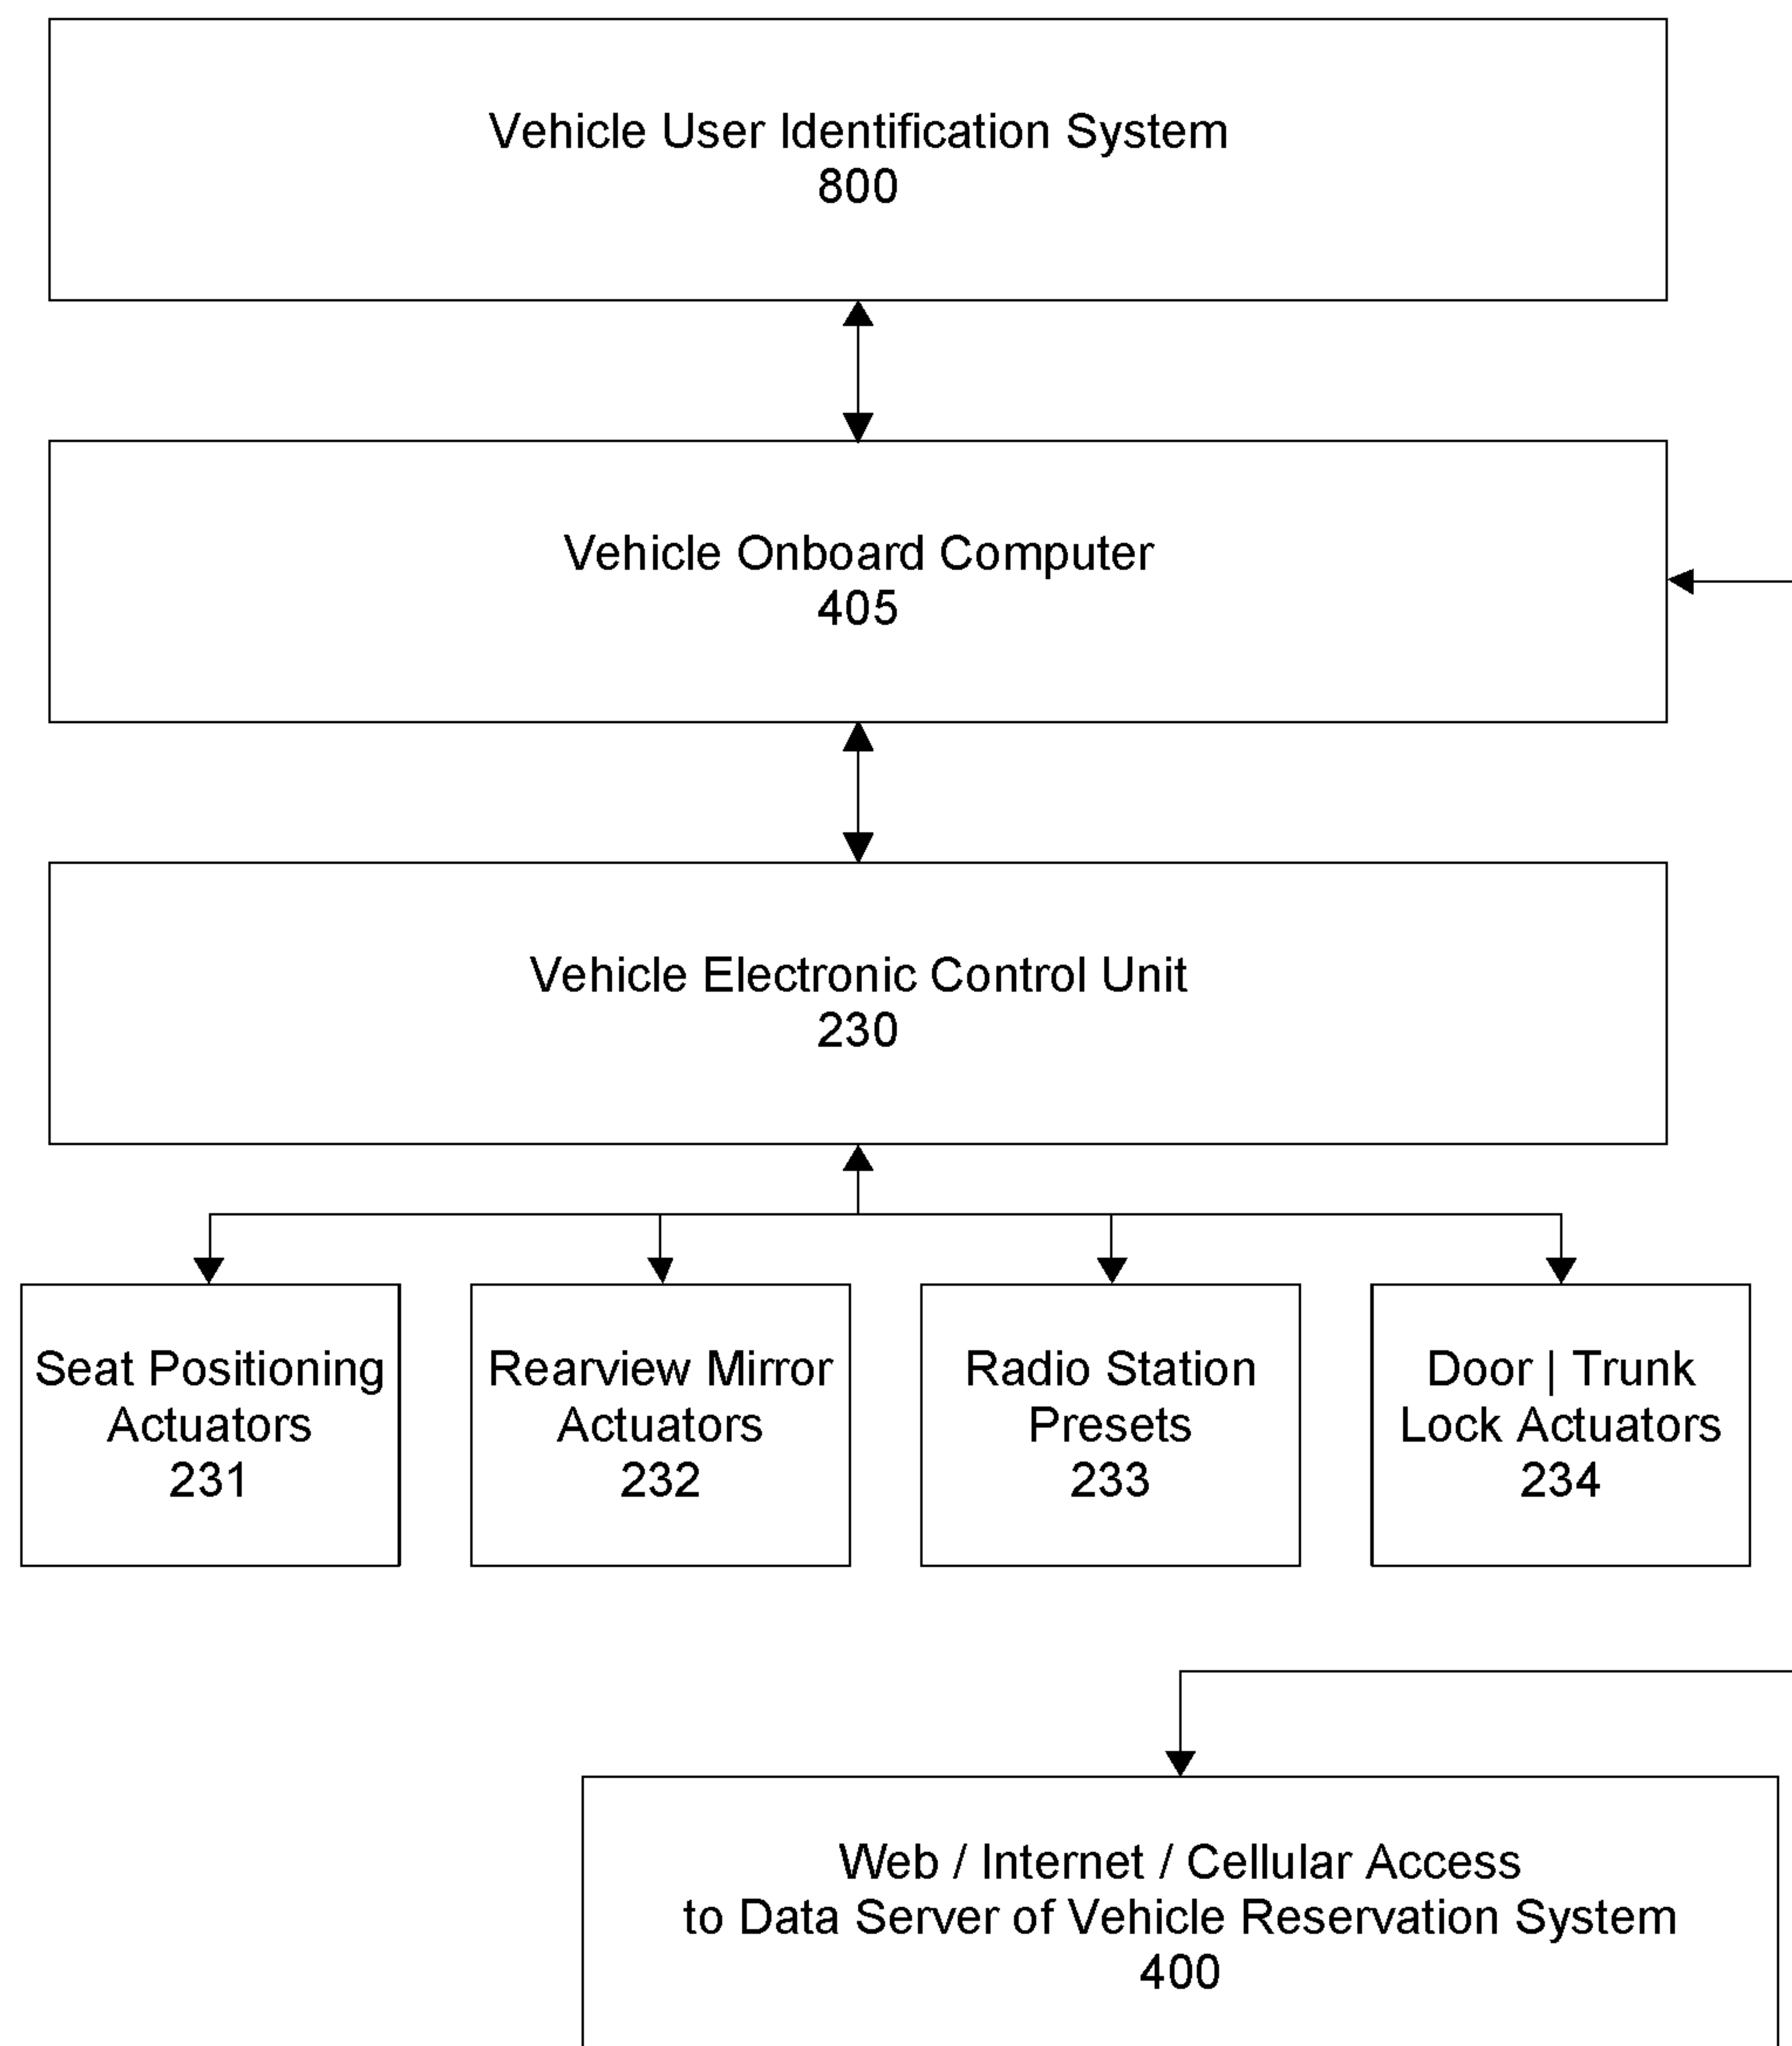 Vehicle User Identification System
800
Vehicle Onboard Computer
405
Vehicle Electronic Control Unit
230
Seat Positioning
Actuators
231
Rearview Mirror
Actuators
232
Radio Station
Presets
233
Door | Trunk
Lock Actuators
234
Web / Internet / Cellular Access
to Data Server of Vehicle Reservation System
400